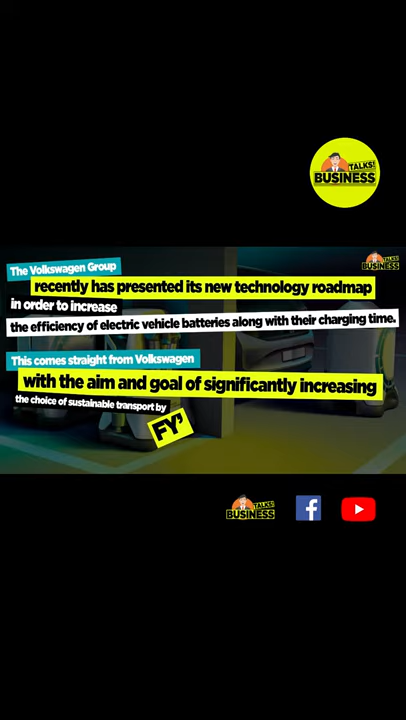 TALKS!
BUSINESS
TALKS!
BUSINESS
The Volkswagen Group
recently has presented its new technology roadmap
in order to increase
the efficiency of electric vehicle batteries along with their charging time.
This comes straight from Volkswagen
with the aim and goal of significantly increasing
the choice of sustainable transport by
FY'
TALKS!
BUSINESS